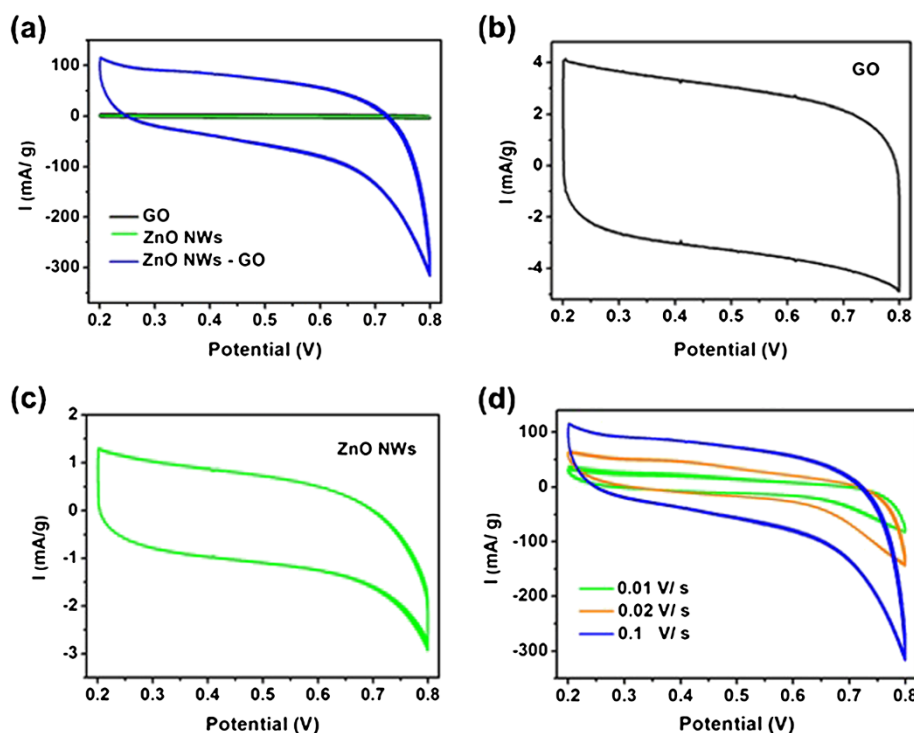 (a)
I (mA/ g)
100
0
-100
-200
-300
GO
ZnO NWs
ZnO NWs - GO
0.2 0.3 0.4 0.5 0.6 0.7 0.8
Potential (V)
(b)
I (mA/ g)
4
2
0
-2
-4
GO
0.2 0.3 0.4 0.5 0.6 0.7 0.8
Potential (V)
(c)
I (mA/g)
2
1
0
-1
-2
-3
ZnO NWs
0.2 0.3 0.4 0.5 0.6 0.7 0.8
Potential (V)
(d)
I (mA/ g)
100
0
-100
-200
-300
0.01 V/ s
0.02 V/ s
0.1 V/ s
0.2 0.3 0.4 0.5 0.6 0.7 0.8
Potential (V)